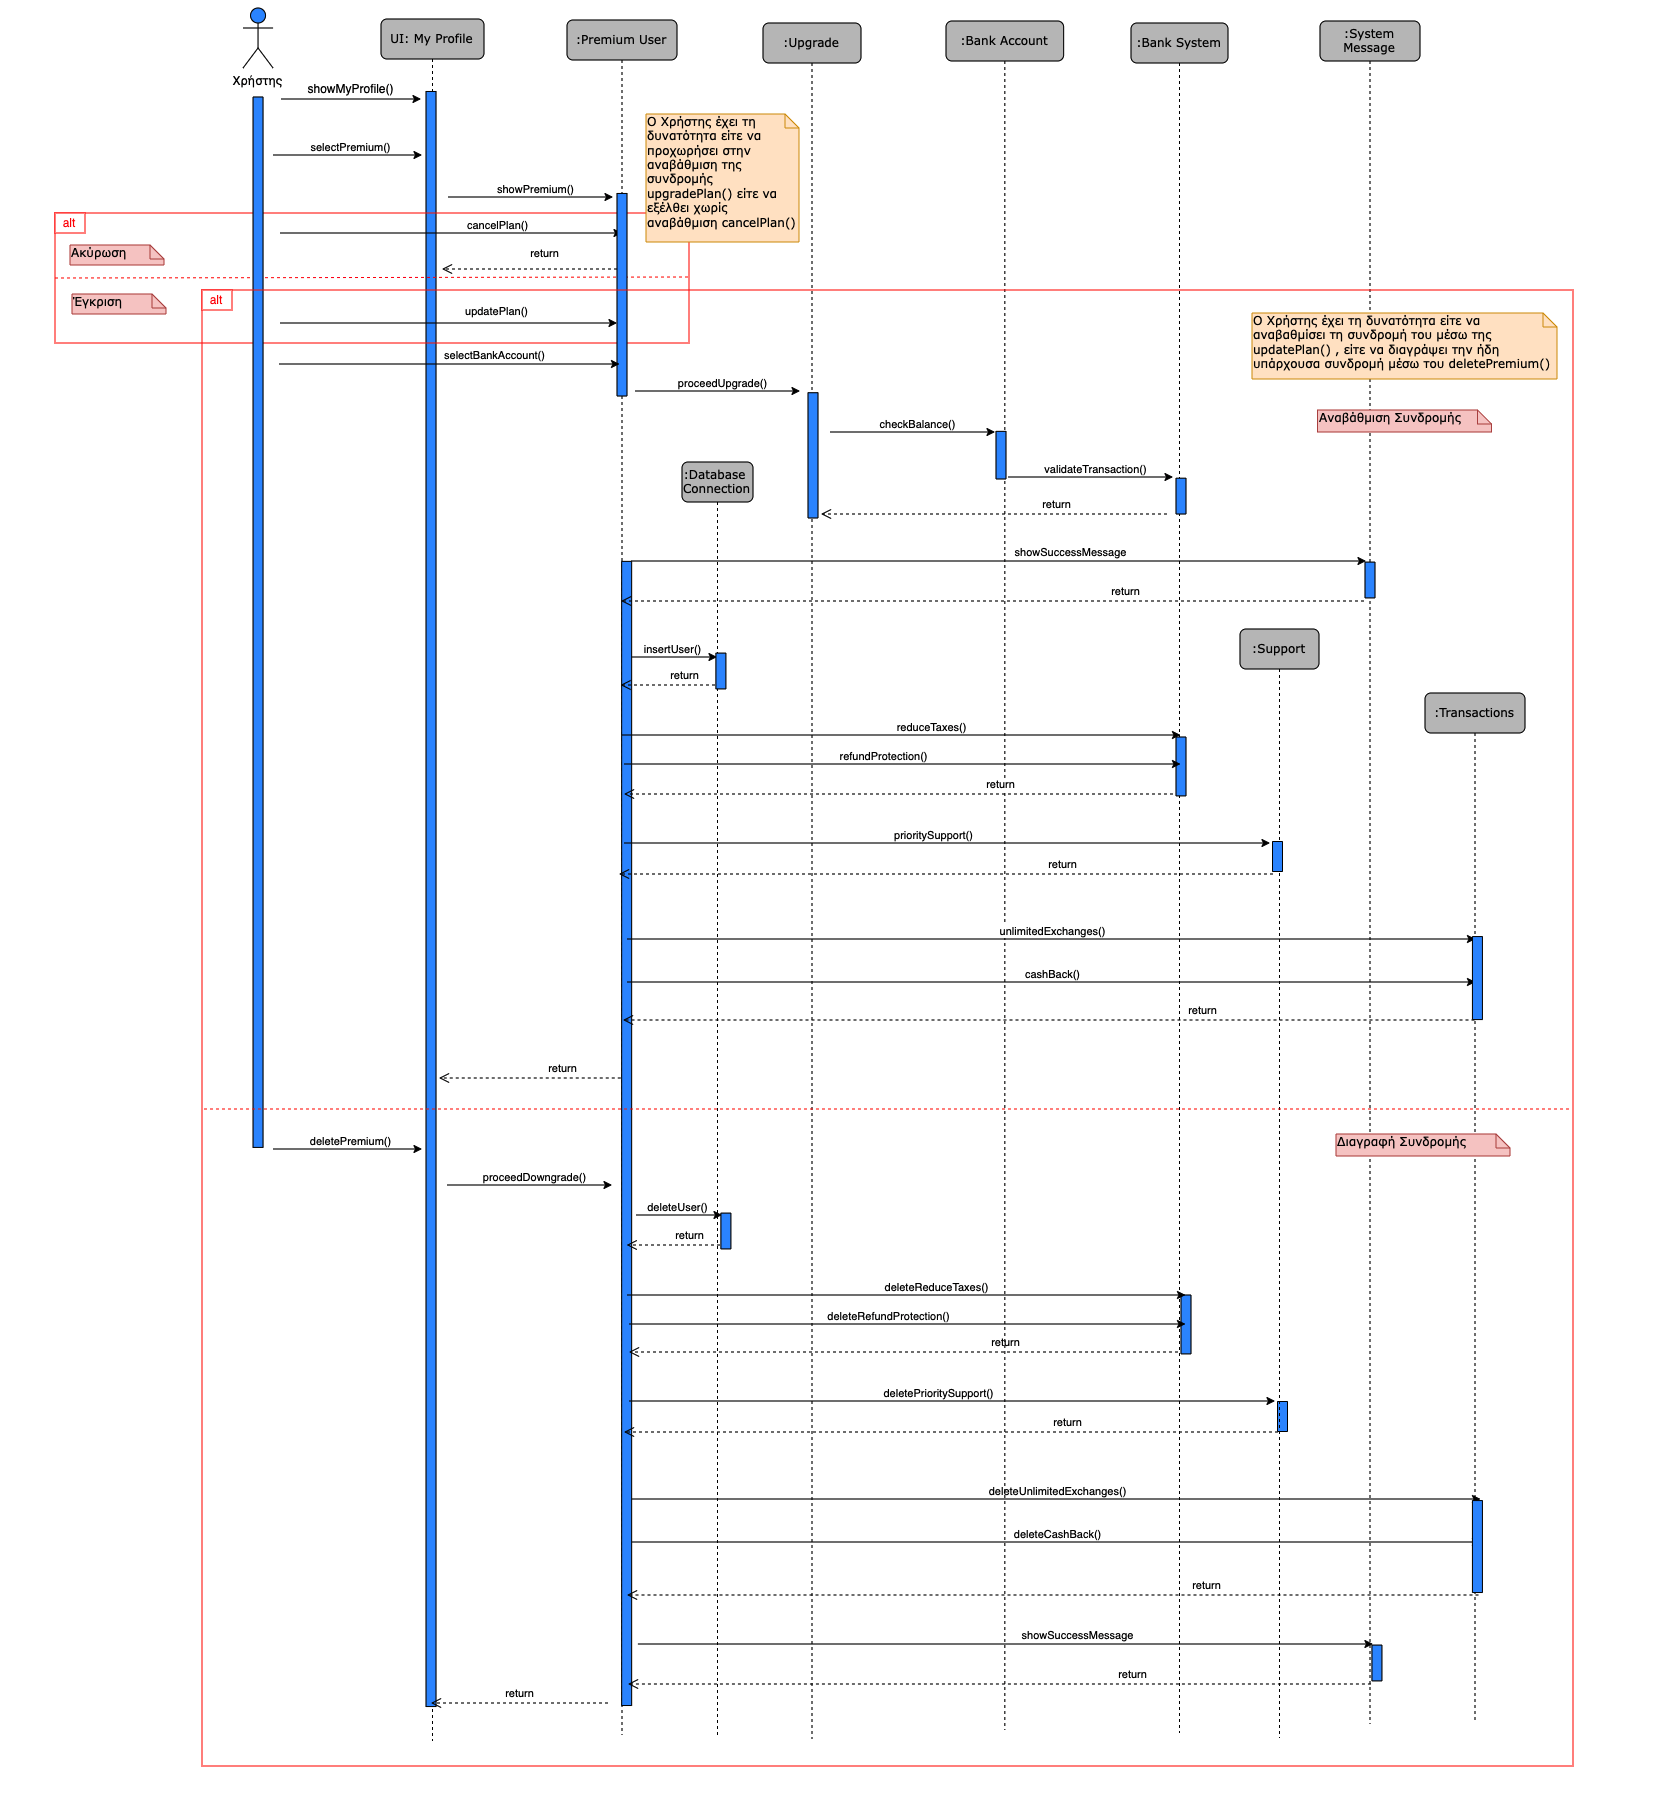 Χρήστης
UI: My Profile
:Premium User
:Upgrade
:Bank Account
:Bank System
:System
Message
showMyProfile()
selectPremium()
showPremium()
Ο Χρήστης έχει τη
δυνατότητα είτε να
προχωρήσει στην
αναβάθμιση της
συνδρομής
upgradePlan() είτε να
εξέλθει χωρίς
αναβάθμιση cancelPlan()
alt
cancelPlan()
Ακύρωση
return
Έγκριση
alt
updatePlan()
Ο Χρήστης έχει τη δυνατότητα είτε να
αναβαθμίσει τη συνδρομή του μέσω της
updatePlan() , είτε να διαγράψει την ήδη
υπάρχουσα συνδρομή μέσω του deletePremium()
selectBankAccount()
proceedUpgrade()
Αναβάθμιση Συνδρομής
checkBalance()
:Database
Connection
validateTransaction()
return
showSuccessMessage
return
insertUser()
:Support
return
:Transactions
reduceTaxes()
refundProtection()
return
prioritySupport()
return
unlimitedExchanges()
cashBack()
return
return
deletePremium()
Διαγραφή Συνδρομής
proceedDowngrade()
deleteUser()
return
deleteReduceTaxes()
deleteRefundProtection()
return
deletePrioritySupport()
return
deleteUnlimitedExchanges()
deleteCashBack()
return
showSuccessMessage
return
return